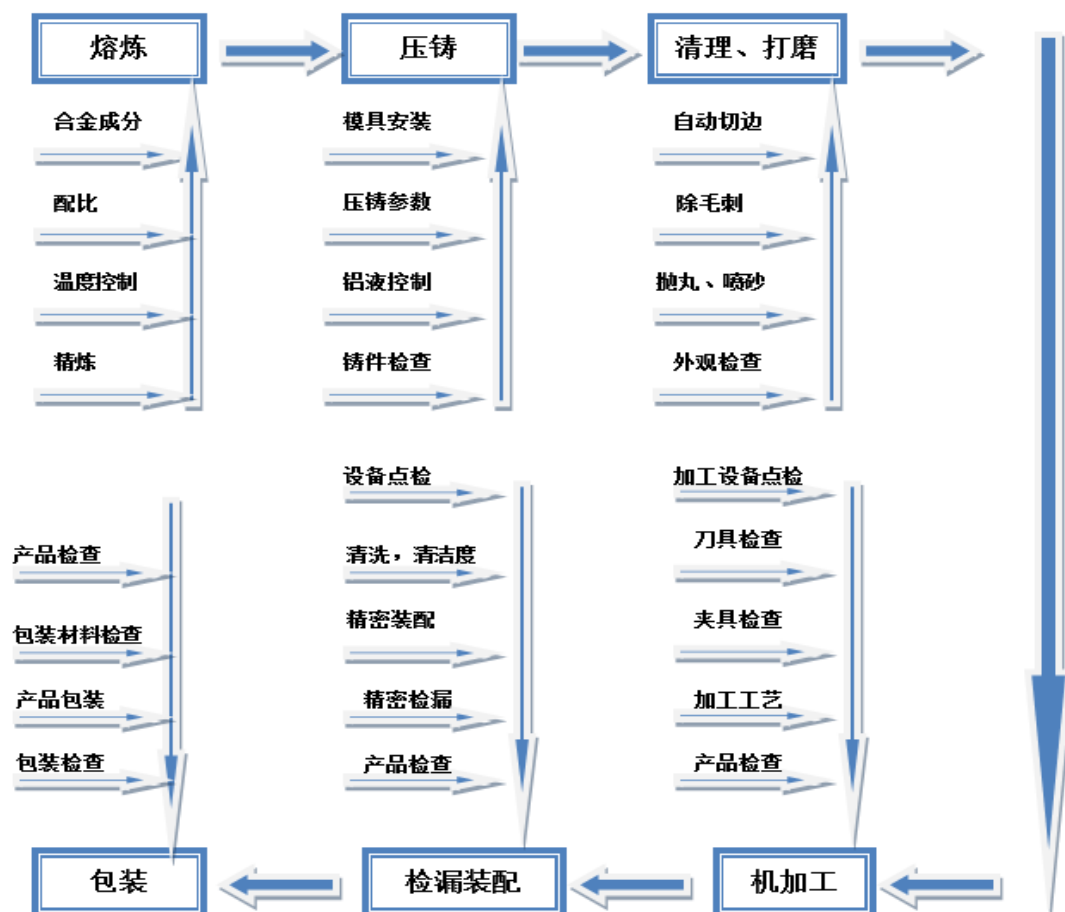 熔炼
压铸
清理、打磨
合金成分
模具安装
自动切边
配比
压铸参数
除毛刺
温度控制
铝液控制
抛丸、喷砂
精炼
铸件检查
外观检查
设备点检
加工设备点检
产品检查
清洗，清洁度
刀具检查
包装材料检查
精密装配
夹具检查
产品包装
精密检漏
加工工艺
包装检查
产品检查
产品检查
包装
检漏装配
机加工